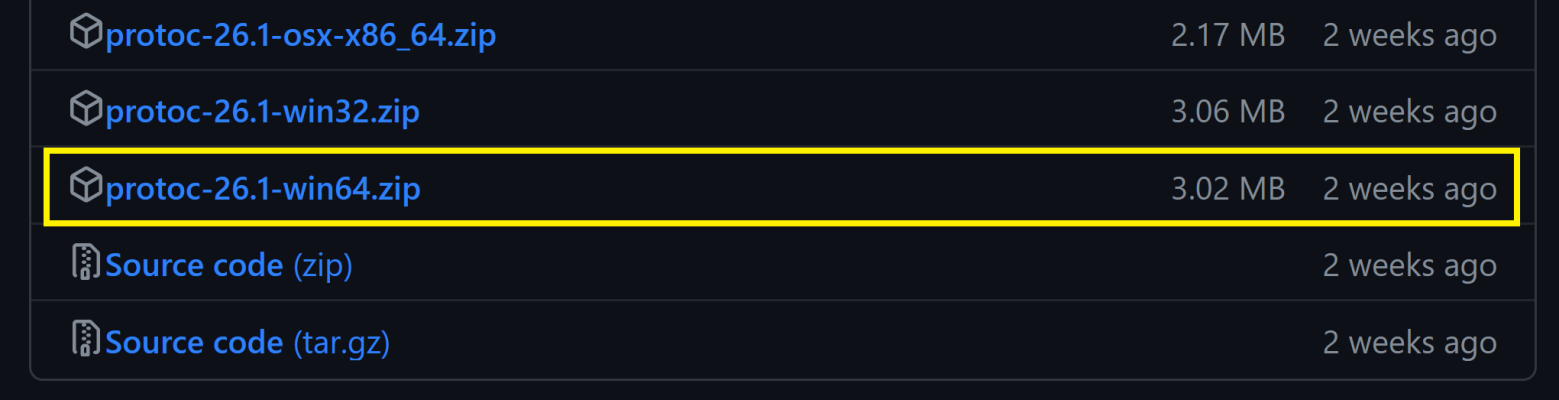 protoc-26.1-osx-x86_64.zip 2.17 MB 2 weeks ago
protoc-26.1-win32.zip 3.06 MB 2 weeks ago
protoc-26.1-win64.zip 3.02 MB 2 weeks ago
Source code (zip) 2 weeks ago
Source code (tar.gz) 2 weeks ago